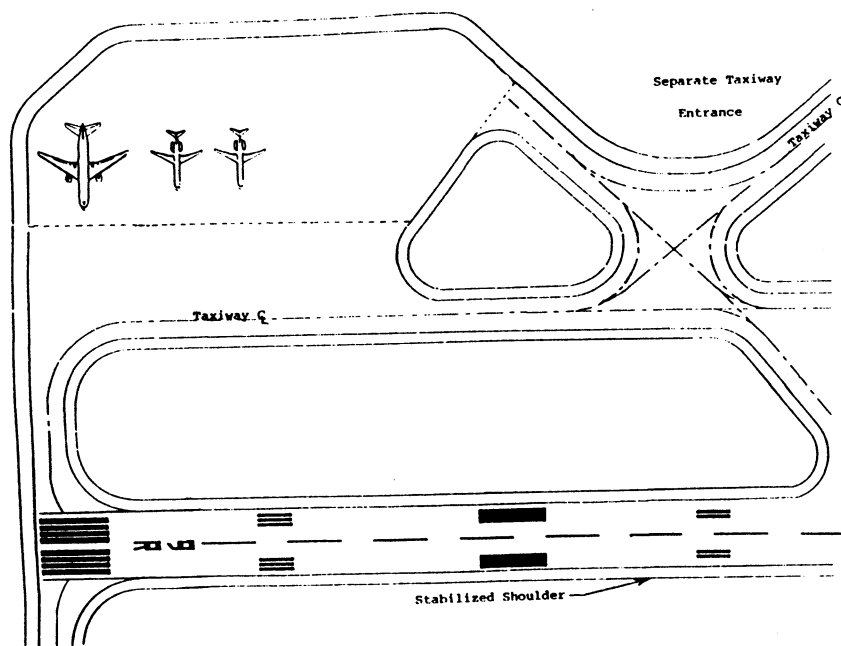 Separate Taxiway
Entrance
Taxiway ℄
Taxiway ℄
Stabilized Shoulder